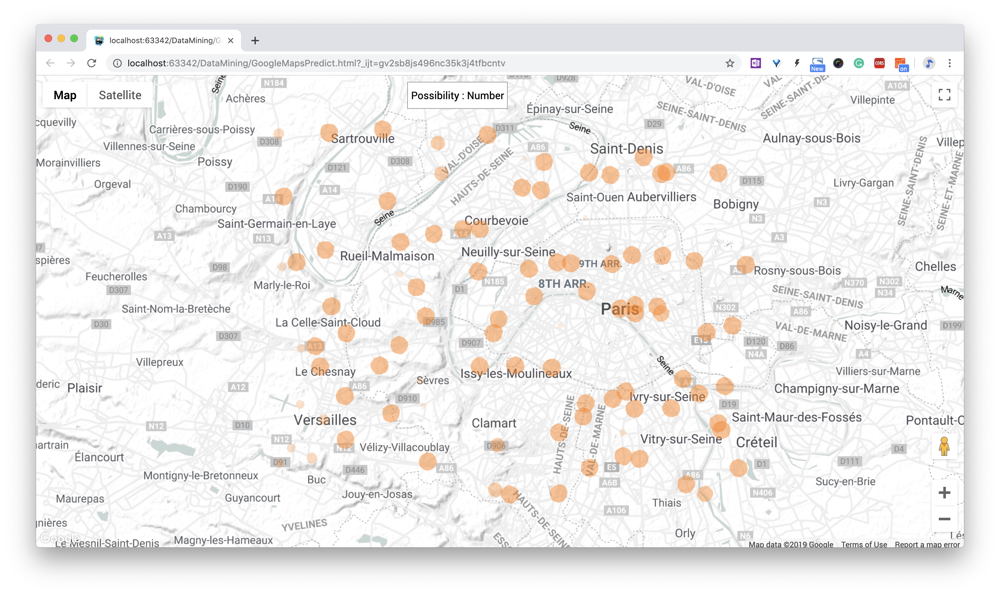 localhost:63342/DataMining/G
localhost:63342/DataMining/GoogleMapsPredict.html?_ijt=gv2sb8js496nc35k3j4tfbcntv
New
CORS
on
Map
Satellite
Possibility : Number
N184
Seine
Achères
D928
VAL-D'OISE
SEINE-SAINT-DENIS
A104
Villepinte
Épinay-sur-Seine
SEINE-SAINT-DENIS
cquevilly
Carrières-sous-Poissy
D308
Villennes-sur-Seine
Sartrouville
D311
Seine
D29
Aulnay-sous-Bois
Villep
A86
Saint-Denis
Morainvilliers
Poissy
D121
D308
VAL-D'OISE
HAUTS-DE-SEINE
A86
SEINE-SAINT-DENIS
SEINE-ET-MARNE
Orgeval
D190
A14
A14
D115
Livry-Gargan
Chambourcy
Saint-Ouen
Aubervilliers
Bobigny
N3
Saint-Germain-en-Laye
Seine
Courbevoie
N3
A13
N13
A14
A3
spières
D98
Rueil-Malmaison
Neuilly-sur-Seine
9TH ARR.
Rosny-sous-Bois
Chelles
Feucherolles
D307
Marly-le-Roi
D1
N185
8TH ARR.
N370
N302
N34
Marne
SEINE-SAINT-DENIS
Saint-Nom-la-Bretèche
Paris
N302
A86
D30
La Celle-Saint-Cloud
D985
Noisy-le-Grand
D199
D307
A13
D907
E15
D120
VAL-DE-MARNE
D86
N4A
A4
Villepreux
Le Chesnay
Issy-les-Moulineaux
Seine
Villiers-sur-Marne
Sèvres
deric
Plaisir
A12
A86
A4
Champigny-sur-Marne
D910
Ivry-sur-Seine
D19
Versailles
Clamart
HAUTS-DE-SEINE
VAL-DE-MARNE
Saint-Maur-des-Fossés
Pontault-C
N12
D10
N12
N12
Vélizy-Villacoublay
D906
Vitry-sur-Seine
Créteil
D4
artrain
Élancourt
D91
D446
A86
E5
D1
D111
Montigny-le-Bretonneux
Buc
A6B
A86
Sucy-en-Brie
Maurepas
Guyancourt
Jouy-en-Josas
HAUTS-DE-SEINE
Thiais
N406
A106
gnières
YVELINES
Orly
N6
Google
Le Mesnil-Saint-Denis
Magny-les-Hameaux
Map data ©2019 Google
Terms of Use
Report a map error